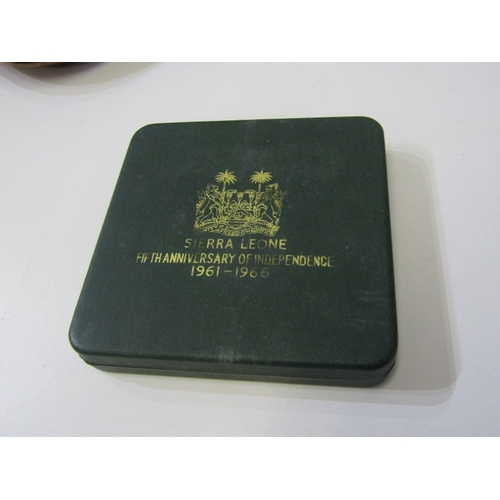 SIERRA LEONE
FIFTH ANNIVERSARY OF INDEPENDENCE
1961-1966